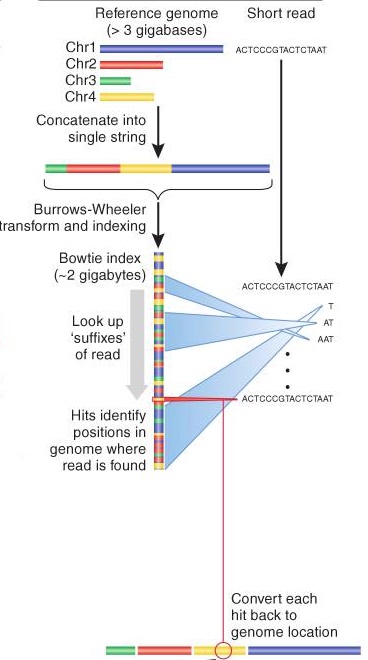 Reference genome
(> 3 gigabases)
Short read
Chr1
ACTCCCGTACTCTAAT
Chr2
Chr3
Chr4
Concatenate into
single string
Burrows-Wheeler
transform and indexing
Bowtie index
(~2 gigabytes)
ACTCCCGTACTCTAAT
T
AT
AAT
Look up
‘suffixes’
of read
ACTCCCGTACTCTAAT
Hits identify
positions in
genome where
read is found
Convert each
hit back to
genome location